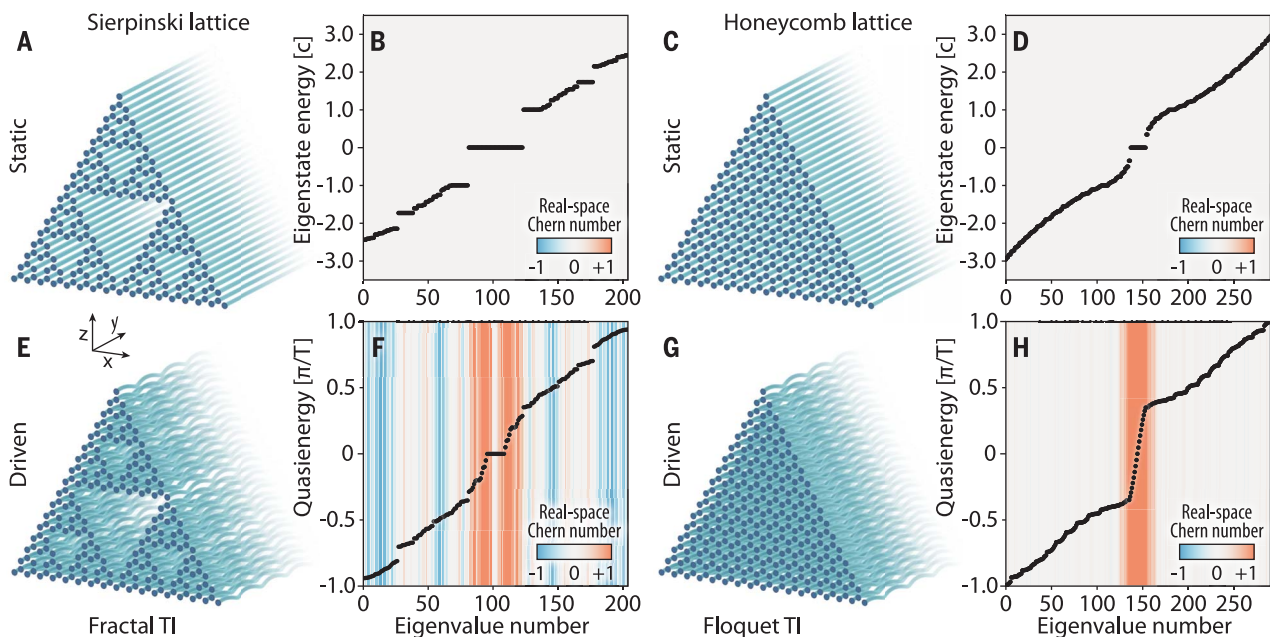 Sierpinski lattice
Honeycomb lattice
A
Static
B
Eigenstate energy [c]
3.0
2.0
1.0
0
-1.0
-2.0
-3.0
Real-space
Chern number
-1 0 +1
0 50 100 150 200
C
Static
D
Eigenstate energy [c]
3.0
2.0
1.0
0
-1.0
-2.0
-3.0
Real-space
Chern number
-1 0 +1
0 50 100 150 200 250
E
z
y
x
Driven
Fractal TI
F
Quasienergy [π/T]
1.0
0.5
0
-0.5
-1.0
Real-space
Chern number
-1 0 +1
0 50 100 150 200
Eigenvalue number
G
Driven
Floquet TI
H
Quasienergy [π/T]
1.0
0.5
0
-0.5
-1.0
Real-space
Chern number
-1 0 +1
0 50 100 150 200 250
Eigenvalue number